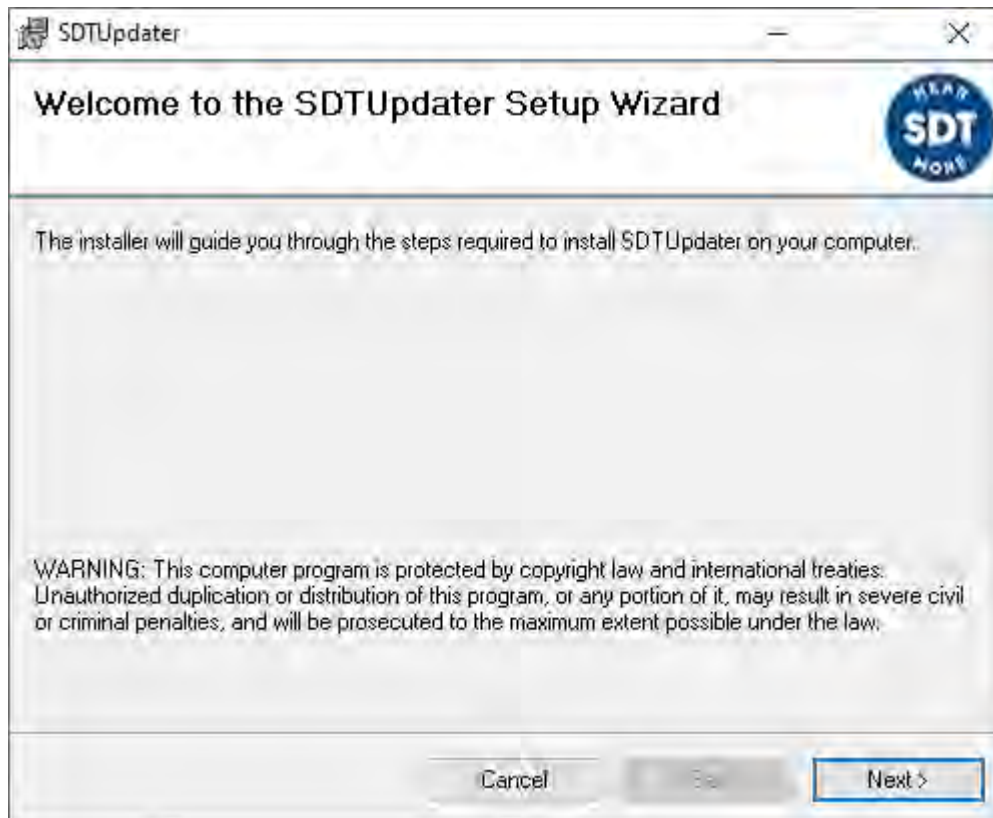 SDTUpdater
Welcome to the SDTUpdater Setup Wizard
HEAR
SDT
MORE
The installer will guide you through the steps required to install SDTUpdater on your computer.
WARNING: This computer program is protected by copyright law and international treaties.
Unauthorized duplication or distribution of this program, or any portion of it, may result in severe civil
or criminal penalties, and will be prosecuted to the maximum extent possible under the law.
Cancel
Next >